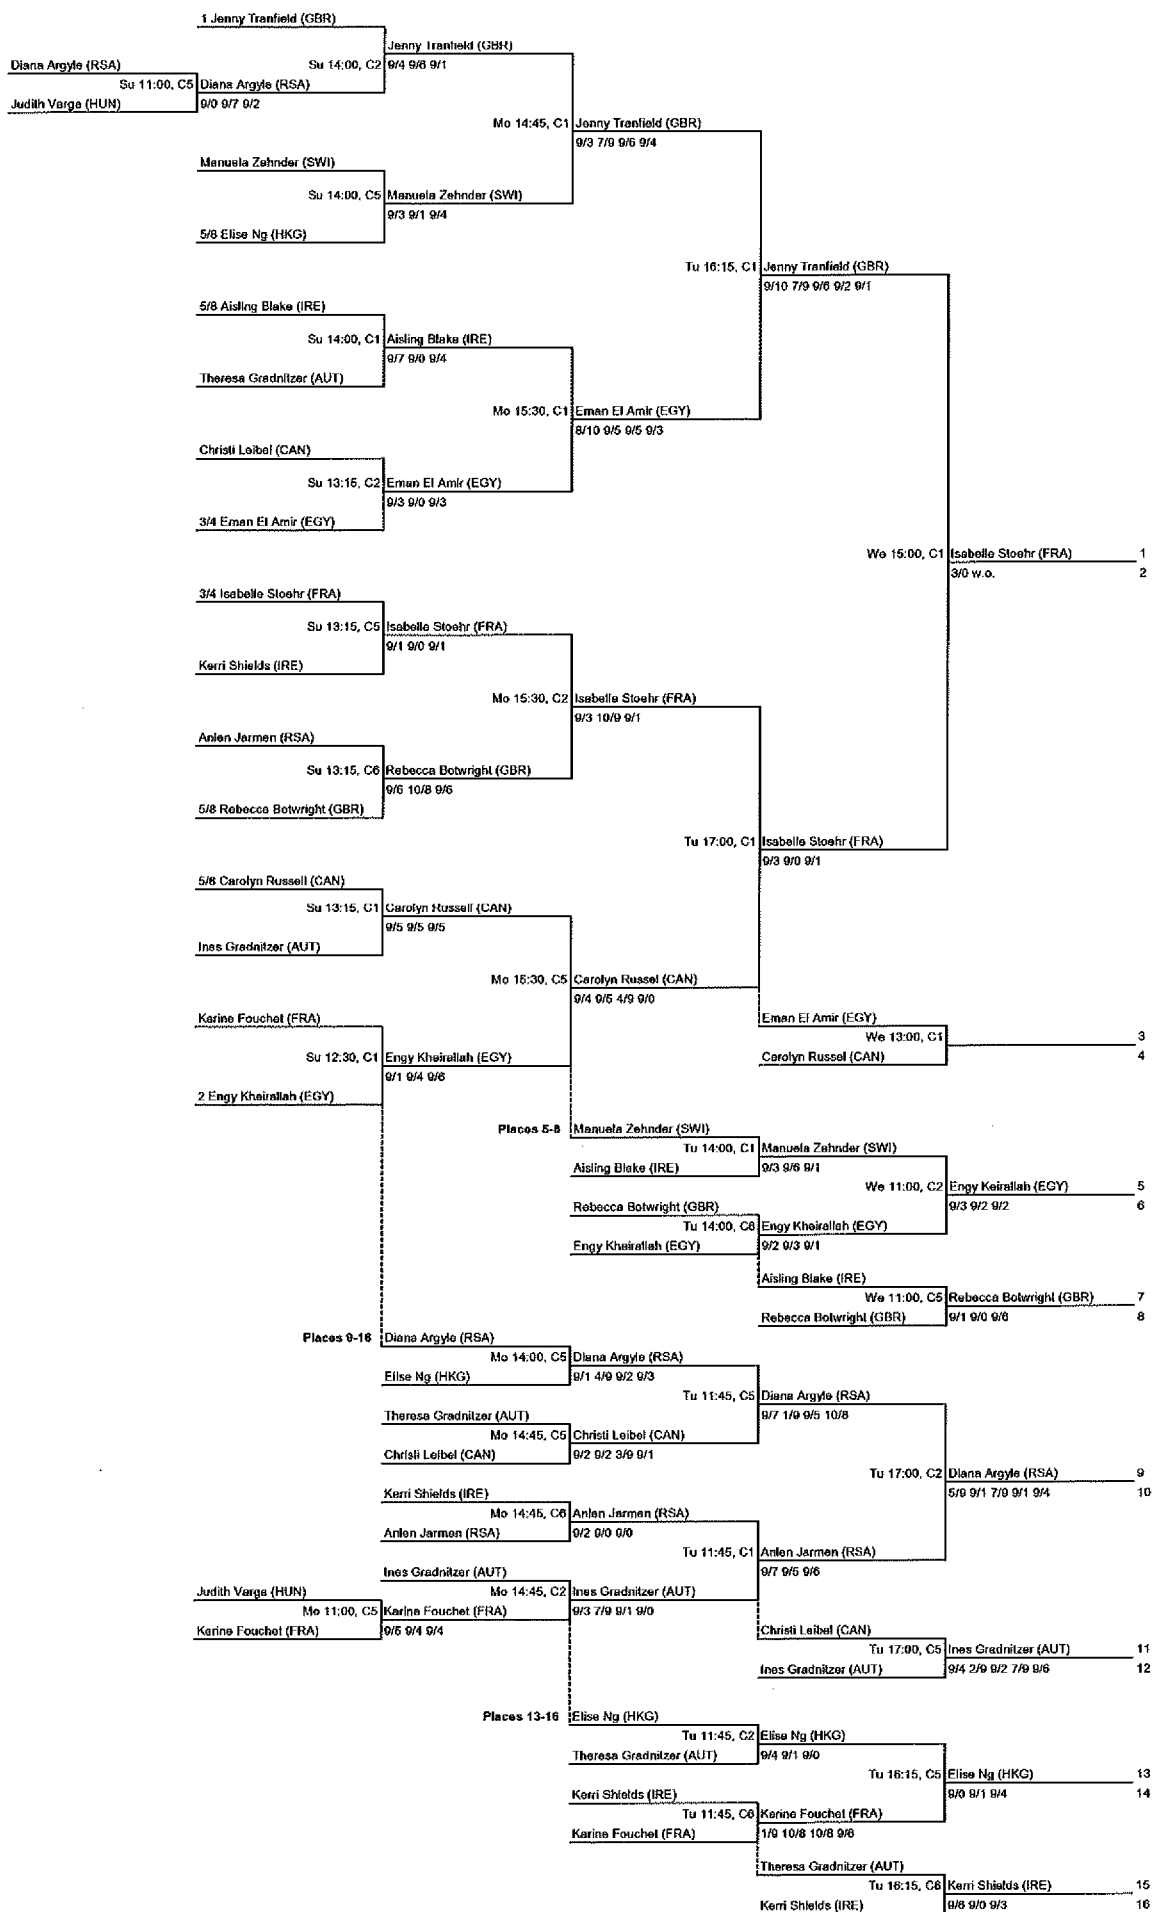 1 Jenny Tranfield (GBR)
Jenny Tranfield (GBR)
Diana Argyle (RSA)
Su 14:00, C2 9/4 9/6 9/1
Su 11:00, C5 Diana Argyle (RSA)
Judith Varga (HUN)
9/0 9/7 9/2
Mo 14:45, C1 Jenny Tranfield (GBR)
9/3 7/9 9/6 9/4
Manuela Zehnder (SWI)
Su 14:00, C5 Manuela Zehnder (SWI)
9/3 9/1 9/4
5/8 Elise Ng (HKG)
Tu 16:15, C1 Jenny Tranfield (GBR)
9/10 7/9 9/6 9/2 9/1
5/8 Aisling Blake (IRE)
Su 14:00, C1 Aisling Blake (IRE)
9/7 9/0 9/4
Theresa Gradnitzer (AUT)
Mo 15:30, C1 Eman El Amir (EGY)
8/10 9/5 9/5 9/3
Christi Leibel (CAN)
Su 13:15, C2 Eman El Amir (EGY)
9/3 9/0 9/3
3/4 Eman El Amir (EGY)
We 15:00, C1 Isabelle Stoehr (FRA) 1
3/0 w.o. 2
3/4 Isabelle Stoehr (FRA)
Su 13:15, C5 Isabelle Stoehr (FRA)
9/1 9/0 9/1
Kerri Shields (IRE)
Mo 15:30, C2 Isabelle Stoehr (FRA)
9/3 10/9 9/1
Anlen Jarmen (RSA)
Su 13:15, C6 Rebecca Botwright (GBR)
9/6 10/8 9/6
5/8 Rebecca Botwright (GBR)
Tu 17:00, C1 Isabelle Stoehr (FRA)
9/3 9/0 9/1
5/8 Carolyn Russell (CAN)
Su 13:15, C1 Carolyn Russell (CAN)
9/5 9/5 9/5
Ines Gradnitzer (AUT)
Mo 15:30, C5 Carolyn Russel (CAN)
9/4 9/5 4/9 9/0
Karine Fouchet (FRA)
Eman El Amir (EGY)
We 13:00, C1 3
Su 12:30, C1 Engy Kheirallah (EGY)
Carolyn Russel (CAN) 4
9/1 9/4 9/6
2 Engy Kheirallah (EGY)
Places 5-8 Manuela Zehnder (SWI)
Tu 14:00, C1 Manuela Zehnder (SWI)
Aisling Blake (IRE)
9/3 9/6 9/1
We 11:00, C2 Engy Keirallah (EGY) 5
9/3 9/2 9/2 6
Rebecca Botwright (GBR)
Tu 14:00, C6 Engy Kheirallah (EGY)
Engy Kheirallah (EGY)
9/2 9/3 9/1
Aisling Blake (IRE)
We 11:00, C5 Rebecca Botwright (GBR) 7
Rebecca Botwright (GBR) 9/1 9/0 9/6 8
Places 9-16 Diana Argyle (RSA)
Mo 14:00, C5 Diana Argyle (RSA)
Elise Ng (HKG)
9/1 4/9 9/2 9/3
Tu 11:45, C5 Diana Argyle (RSA)
9/7 1/9 9/5 10/8
Theresa Gradnitzer (AUT)
Mo 14:45, C5 Christi Leibel (CAN)
Christi Leibel (CAN)
9/2 9/2 3/9 9/1
Tu 17:00, C2 Diana Argyle (RSA) 9
5/9 9/1 7/9 9/1 9/4 10
Kerri Shields (IRE)
Mo 14:45, C6 Anlen Jarmen (RSA)
Anlen Jarmen (RSA)
9/2 9/0 9/0
Tu 11:45, C1 Anlen Jarmen (RSA)
9/7 9/5 9/6
Ines Gradnitzer (AUT)
Judith Varga (HUN)
Mo 14:45, C2 Ines Gradnitzer (AUT)
Mo 11:00, C5 Karine Fouchet (FRA)
9/3 7/9 9/1 9/0
Karine Fouchet (FRA)
9/5 9/4 9/4
Christi Leibel (CAN)
Tu 17:00, C5 Ines Gradnitzer (AUT) 11
Ines Gradnitzer (AUT) 9/4 2/9 9/2 7/9 9/6 12
Places 13-16 Elise Ng (HKG)
Tu 11:45, C2 Elise Ng (HKG)
Theresa Gradnitzer (AUT)
9/4 9/1 9/0
Tu 16:15, C5 Elise Ng (HKG) 13
9/0 9/1 9/4 14
Kerri Shields (IRE)
Tu 11:45, C6 Karine Fouchet (FRA)
Karine Fouchet (FRA)
1/9 10/8 10/8 9/6
Theresa Gradnitzer (AUT)
Tu 16:15, C6 Kerri Shields (IRE) 15
Kerri Shields (IRE) 9/6 9/0 9/3 16